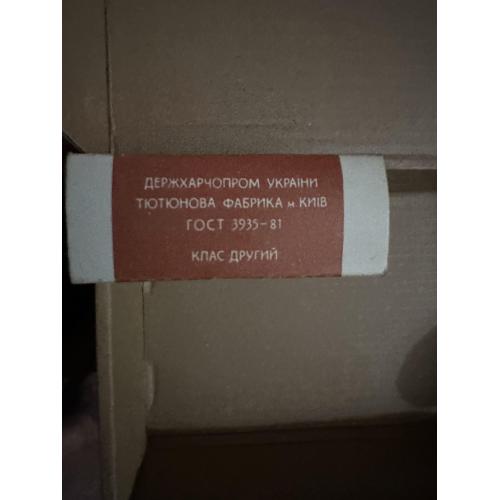 ДЕРЖХАРЧОПРОМ УКРАЇНИ
ТЮТЮНОВА ФАБРИКА м. КИЇВ
ГОСТ 3935-81
КЛАС ДРУГИЙ